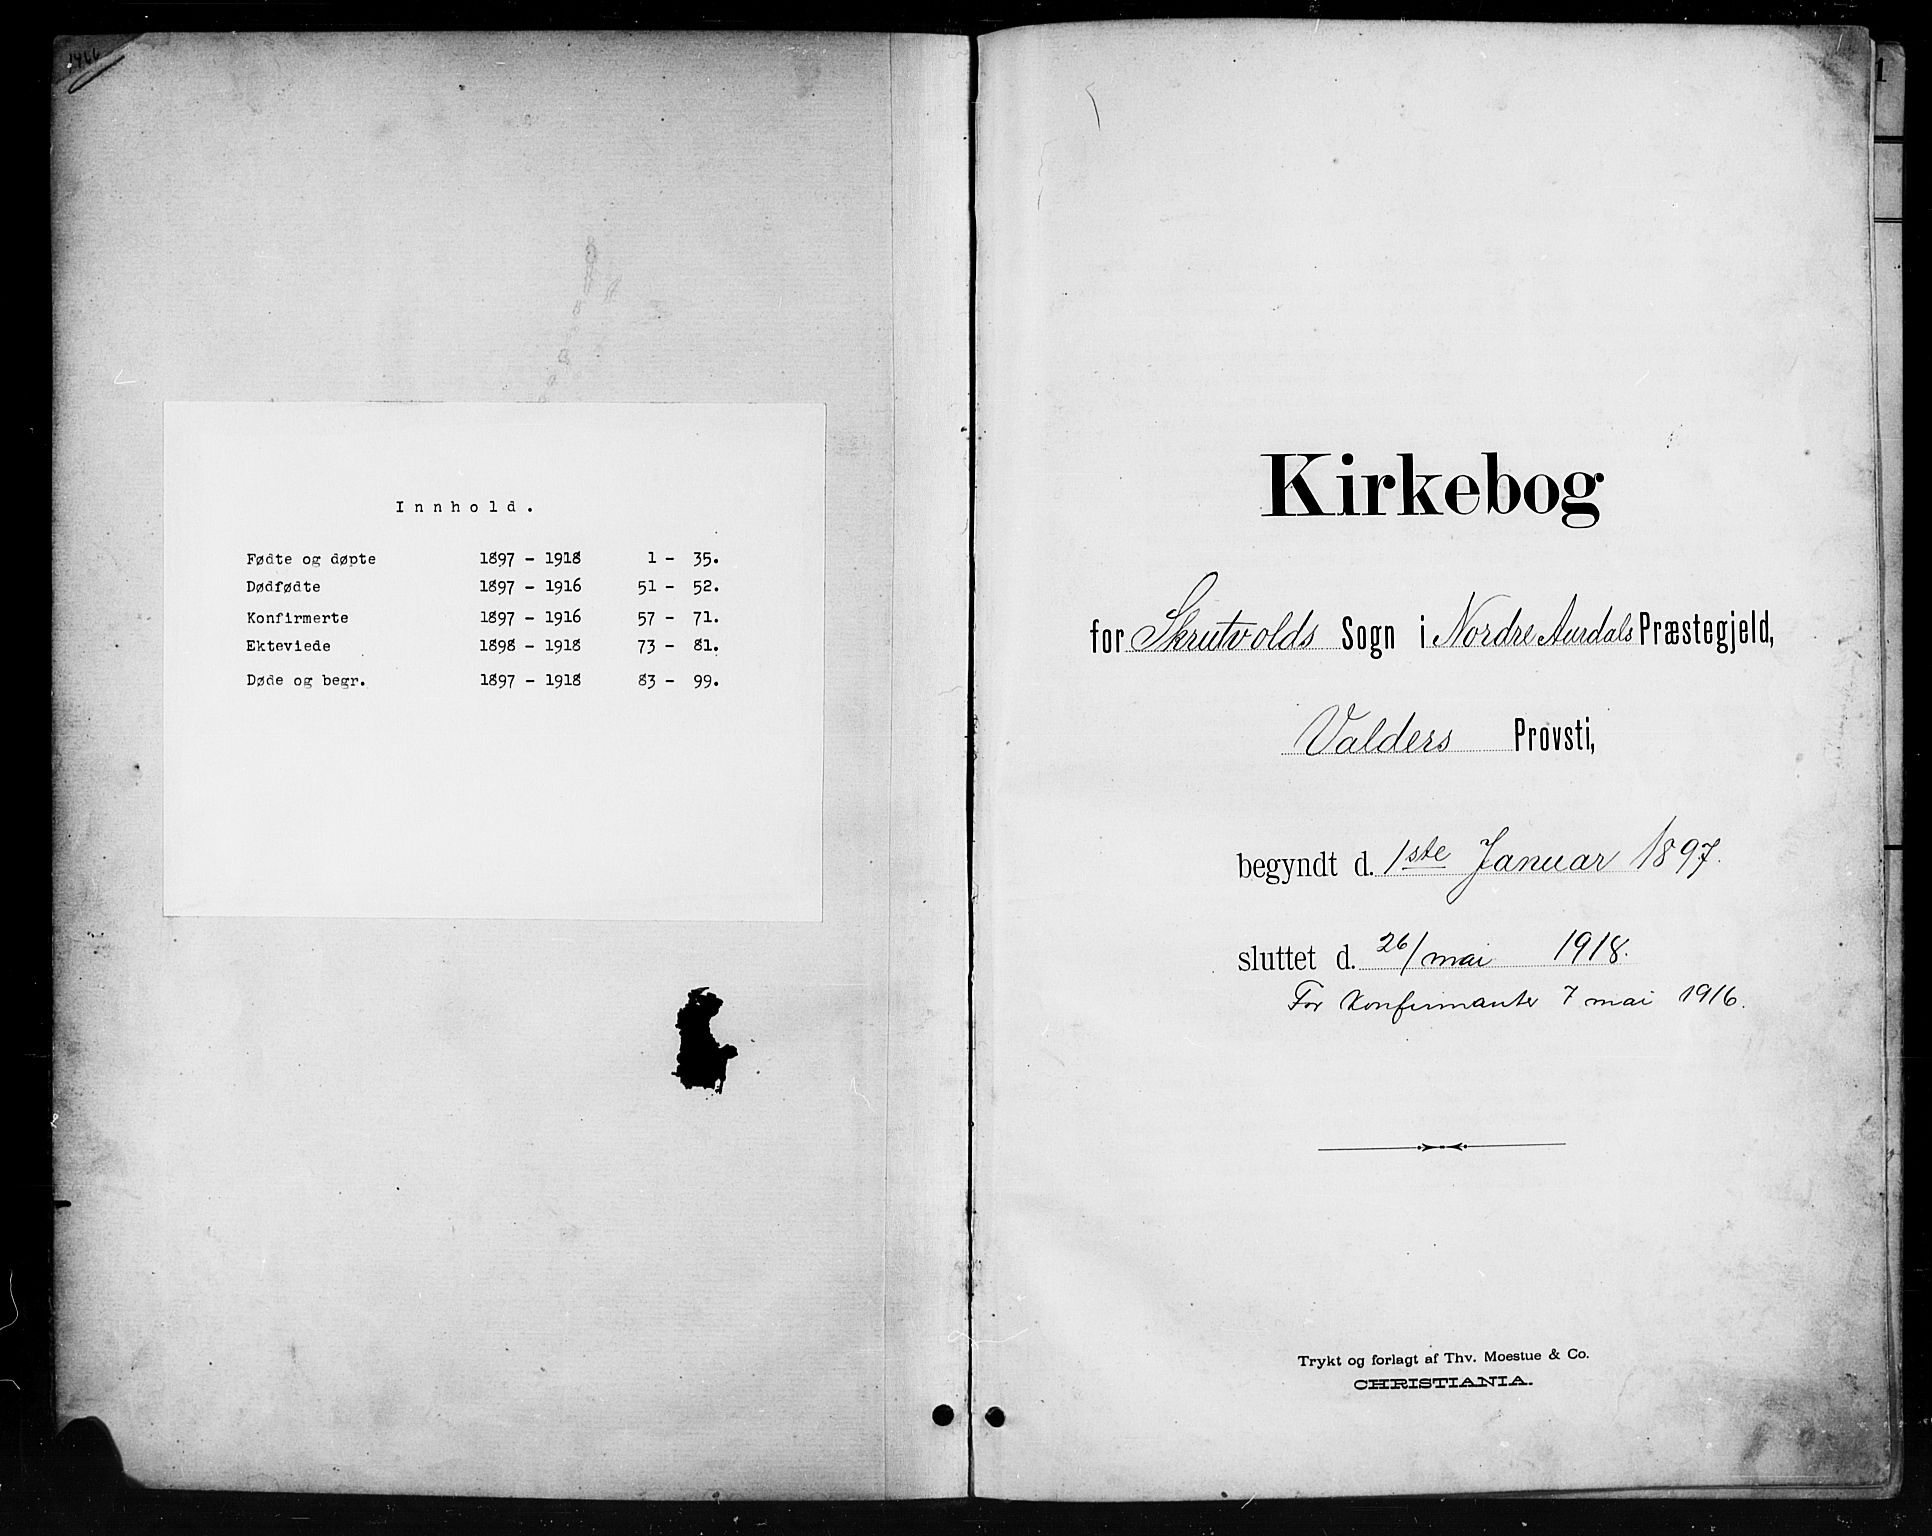 1466
Innhold.
Fødte og døpte 1897 - 1918 1 - 35.
Dødfødte 1897 - 1916 51 - 52.
Konfirmerte 1897 - 1916 57 - 71.
Ekteviede 1898 - 1918 73 - 81.
Døde og begr. 1897 - 1918 83 - 99.
Kirkebog
for Skrutvolds Sogn i Nordre Aurdals Præstegjeld,
Valders Provsti,
begyndt d. 1ste Januar 1897.
sluttet d. 26/mai 1918.
For Konfirmanter 7 mai 1916.
Trykt og forlagt af Thv. Moestue & Co.
CHRISTIANIA.
1